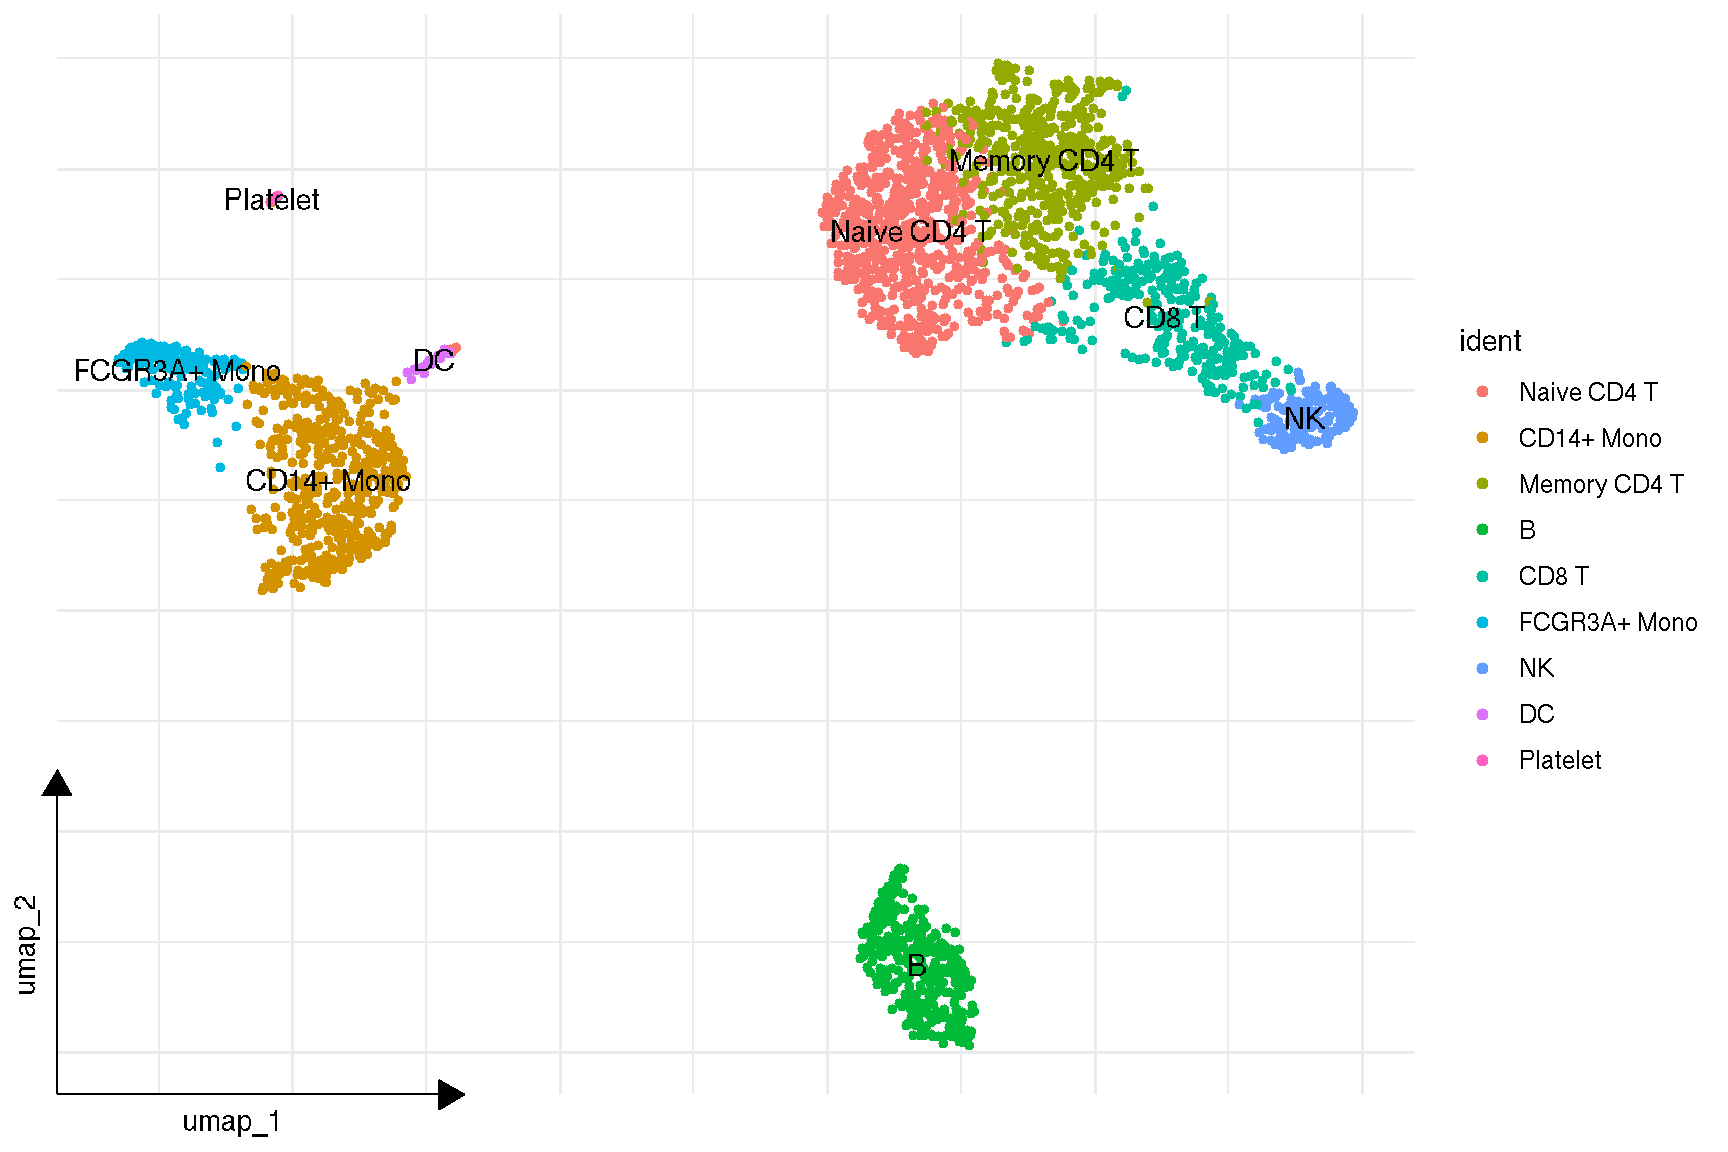 Memory CD4 T
Platelet
Naive CD4 T
CD8 T
DC
FCGR3A+ Mono
NK
CD14+ Mono
B
umap_2
umap_1
ident
Naive CD4 T
CD14+ Mono
Memory CD4 T
B
CD8 T
FCGR3A+ Mono
NK
DC
Platelet